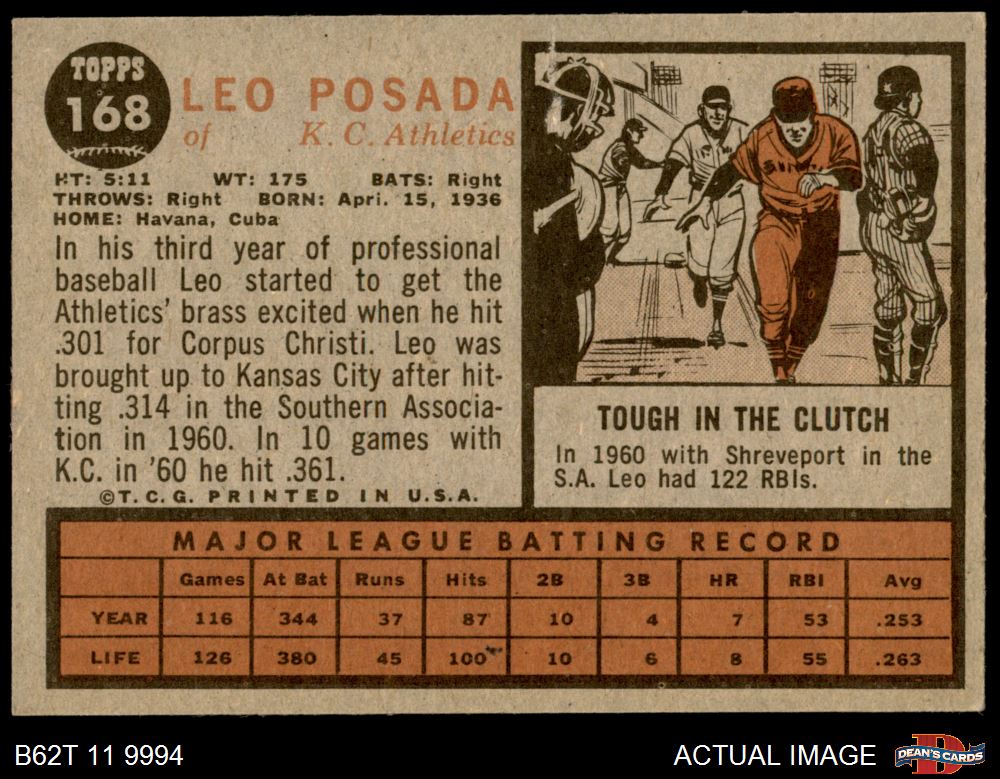 TOPPS
168
LEO POSADA
of K. C. Athletics
HT: 5:11 WT: 175 BATS: Right
THROWS: Right BORN: Apri. 15, 1936
HOME: Havana, Cuba
In his third year of professional
baseball Leo started to get the
Athletics' brass excited when he hit
.301 for Corpus Christi. Leo was
brought up to Kansas City after hit-
ting .314 in the Southern Associa-
tion in 1960. In 10 games with
K.C. in '60 he hit .361.
©T.C.G. PRINTED IN U.S.A.
TOUGH IN THE CLUTCH
In 1960 with Shreveport in the
S.A. Leo had 122 RBIs.
MAJOR LEAGUE BATTING RECORD
Games At Bat Runs Hits 2B 3B HR RBI Avg
YEAR 116 344 37 87 10 4 7 53 .253
LIFE 126 380 45 100 10 6 8 55 .263
B62T 11 9994
ACTUAL IMAGE
DEAN'S CARDS